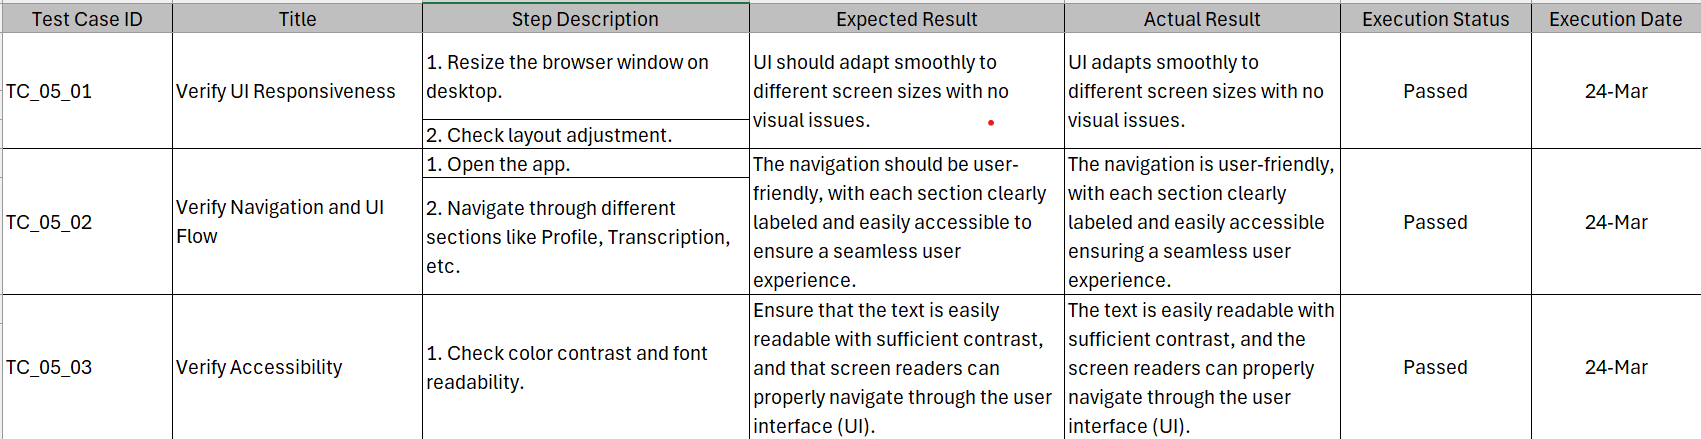 Test Case ID Title Step Description Expected Result Actual Result Execution Status Execution Date
TC_05_01
Verify UI Responsiveness
1. Resize the browser window on
desktop.
2. Check layout adjustment.
UI should adapt smoothly to
different screen sizes with no
visual issues.
UI adapts smoothly to
different screen sizes with no
visual issues.
Passed
24-Mar
TC_05_02
Verify Navigation and UI
Flow
1. Open the app.
2. Navigate through different
sections like Profile, Transcription,
etc.
The navigation should be user-
friendly, with each section clearly
labeled and easily accessible to
ensure a seamless user
experience.
The navigation is user-friendly,
with each section clearly
labeled and easily accessible
ensuring a seamless user
experience.
Passed
24-Mar
TC_05_03
Verify Accessibility
1. Check color contrast and font
readability.
Ensure that the text is easily
readable with sufficient contrast,
and that screen readers can
properly navigate through the user
interface (UI).
The text is easily readable with
sufficient contrast, and the
screen readers can properly
navigate through the user
interface (UI).
Passed
24-Mar